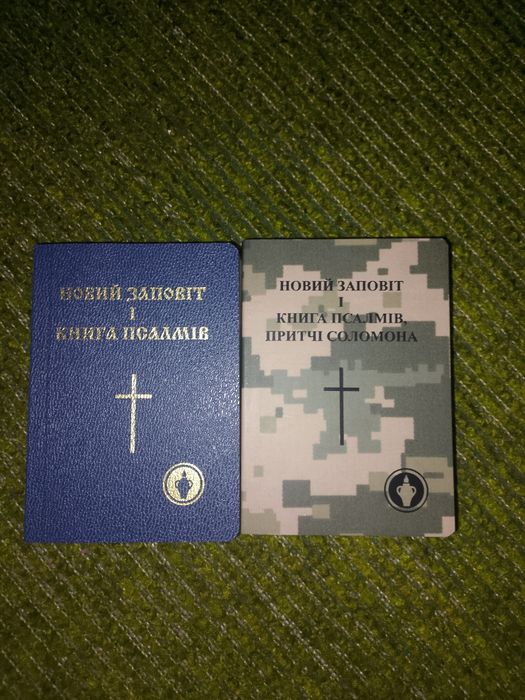 НОВИЙ ЗАПОВІТ
І
КНИГА ПСАЛМІВ
НОВИЙ ЗАПОВІТ
І
КНИГА ПСАЛМІВ,
ПРИТЧІ СОЛОМОНА